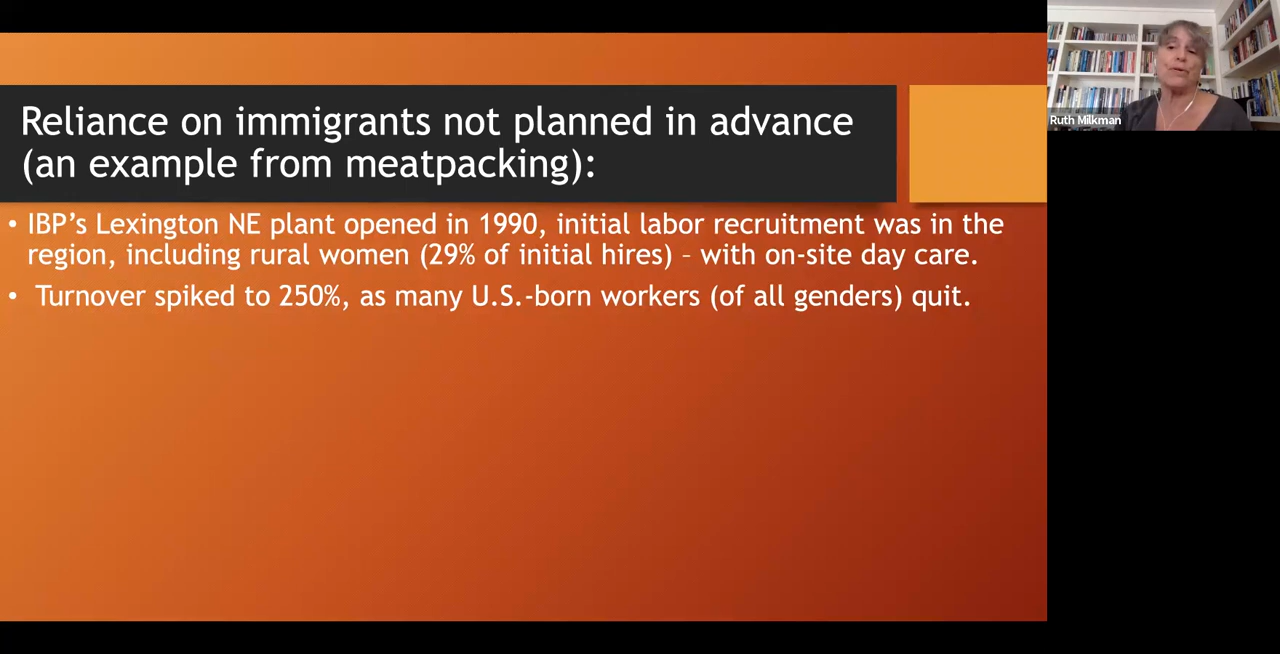 Reliance on immigrants not planned in advance
(an example from meatpacking):
• IBP’s Lexington NE plant opened in 1990, initial labor recruitment was in the
region, including rural women (29% of initial hires) – with on-site day care.
• Turnover spiked to 250%, as many U.S.-born workers (of all genders) quit.
Ruth Milkman